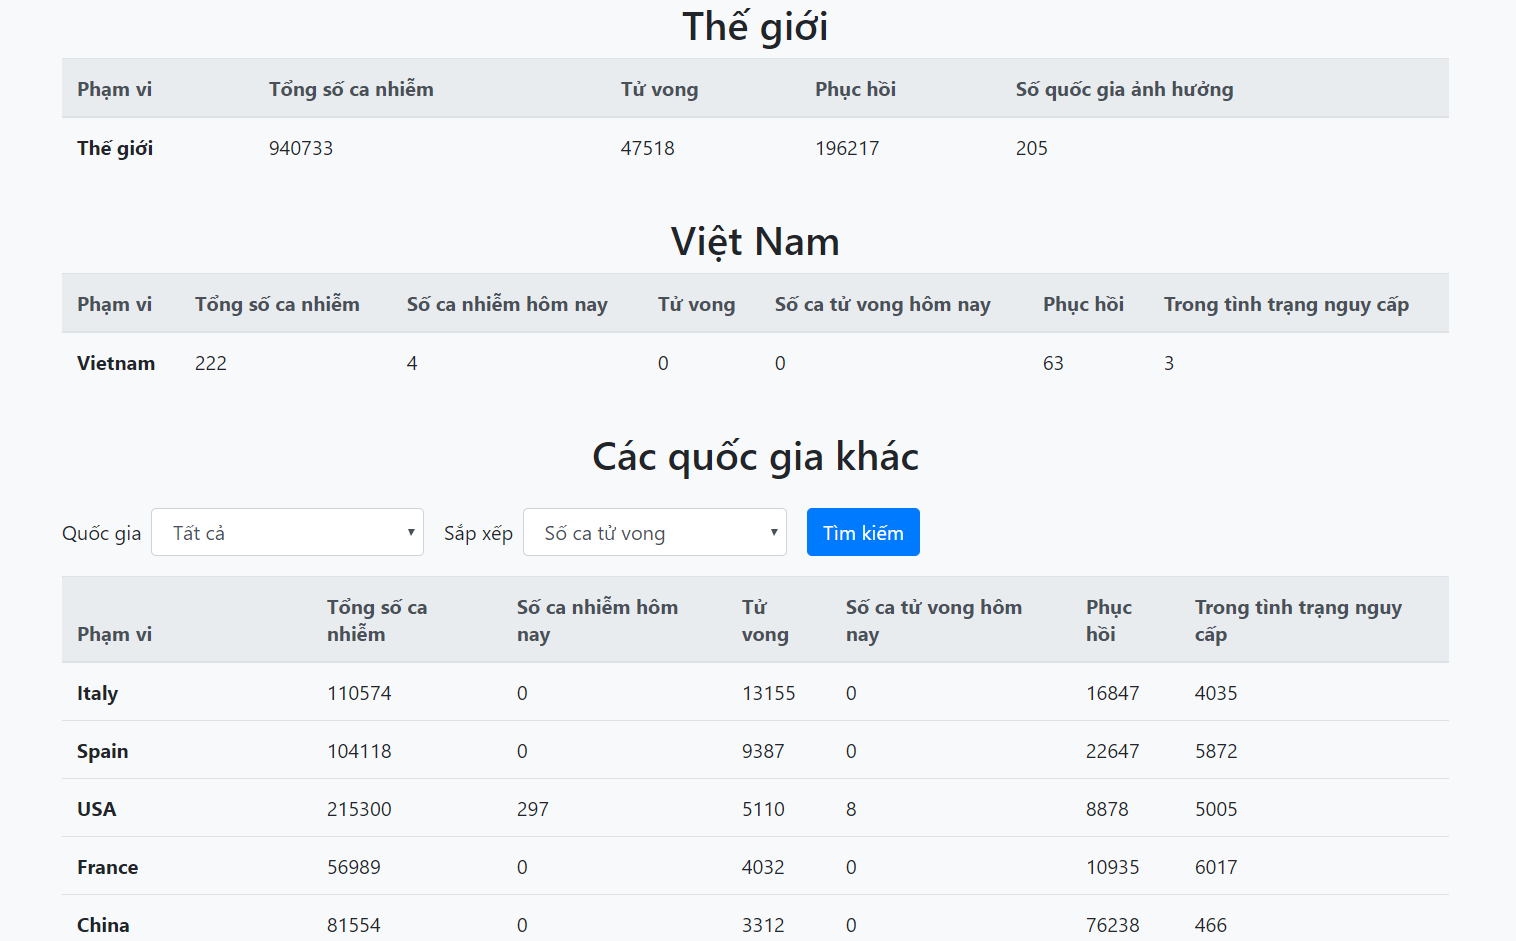 Thế giới
Phạm vi Tổng số ca nhiễm Tử vong Phục hồi Số quốc gia ảnh hưởng
Thế giới 940733 47518 196217 205
Việt Nam
Phạm vi Tổng số ca nhiễm Số ca nhiễm hôm nay Tử vong Số ca tử vong hôm nay Phục hồi Trong tình trạng nguy cấp
Vietnam 222 4 0 0 63 3
Các quốc gia khác
Quốc gia Tất cả Sắp xếp Số ca tử vong Tìm kiếm
Phạm vi Tổng số ca nhiễm Số ca nhiễm hôm nay Tử vong Số ca tử vong hôm nay Phục hồi Trong tình trạng nguy cấp
Italy 110574 0 13155 0 16847 4035
Spain 104118 0 9387 0 22647 5872
USA 215300 297 5110 8 8878 5005
France 56989 0 4032 0 10935 6017
China 81554 0 3312 0 76238 466